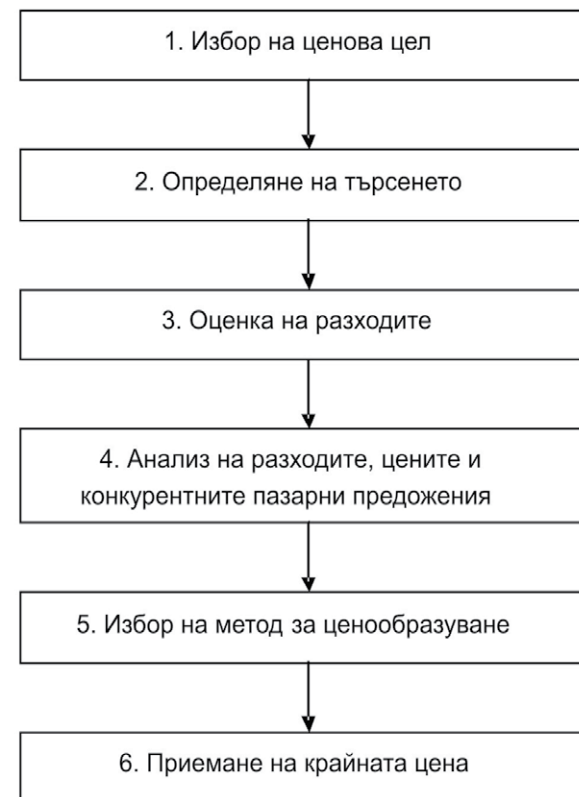 1. Избор на ценова цел
2. Определяне на търсенето
3. Оценка на разходите
4. Анализ на разходите, цените и
конкурентните пазарни предожения
5. Избор на метод за ценообразуване
6. Приемане на крайната цена